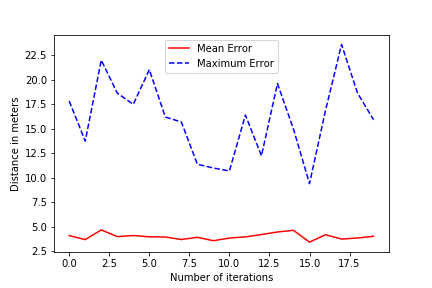 Mean Error
Maximum Error
Distance in meters
22.5
20.0
17.5
15.0
12.5
10.0
7.5
5.0
2.5
0.0 2.5 5.0 7.5 10.0 12.5 15.0 17.5
Number of iterations